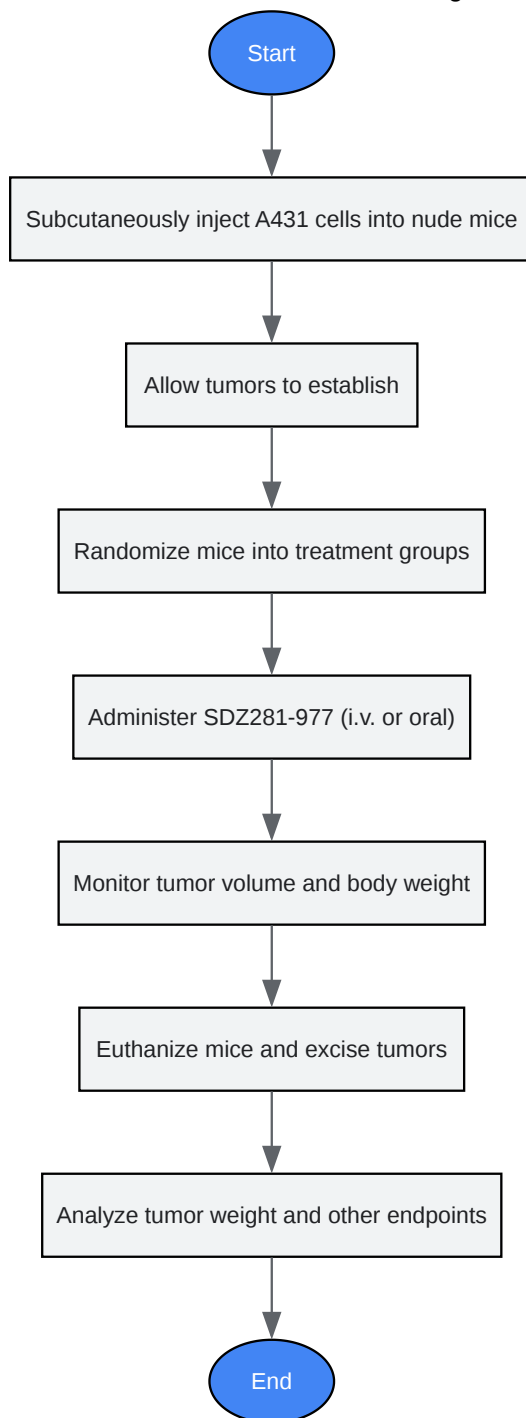 Start
Subcutaneously inject A431 cells into nude mice
Allow tumors to establish
Randomize mice into treatment groups
Administer SDZ281-977 (i.v. or oral)
Monitor tumor volume and body weight
Euthanize mice and excise tumors
Analyze tumor weight and other endpoints
End